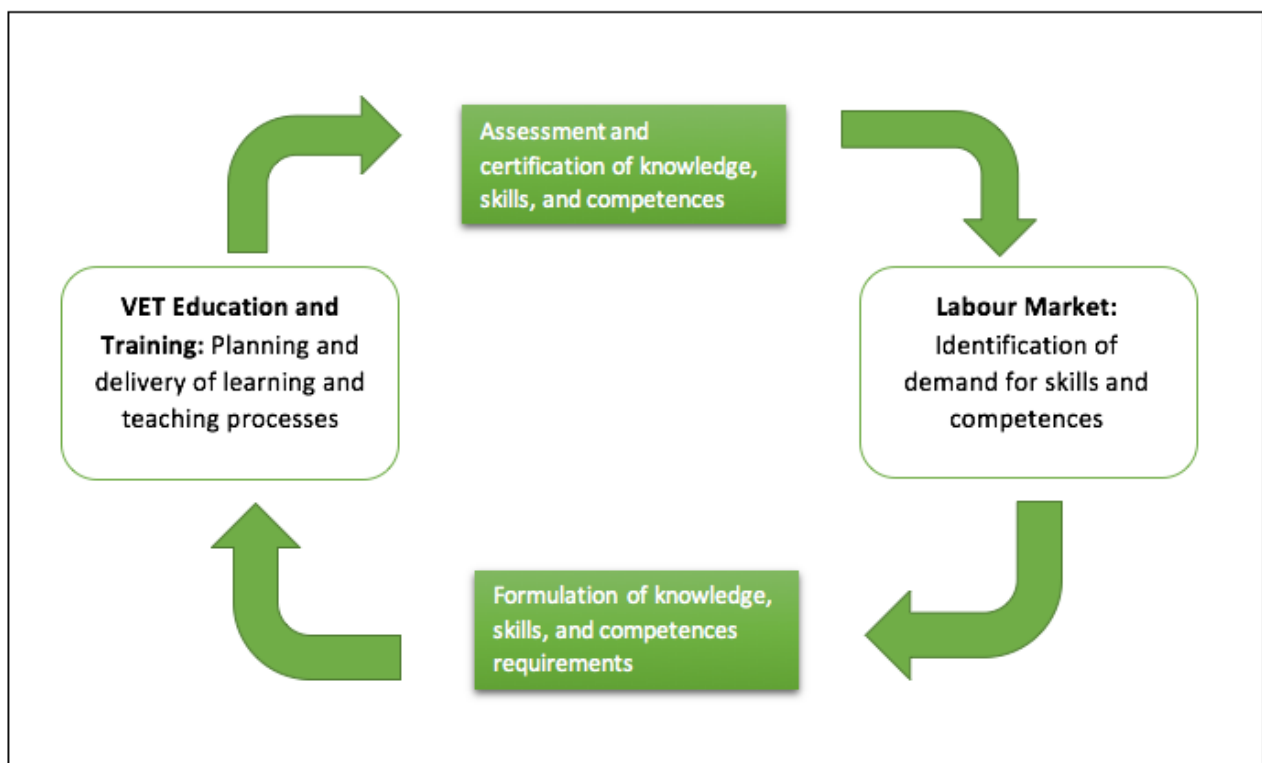 Assessment and
certification of knowledge,
skills, and competences
VET Education and
Training: Planning and
delivery of learning and
teaching processes
Labour Market:
Identification of
demand for skills and
competences
Formulation of knowledge,
skills, and competences
requirements